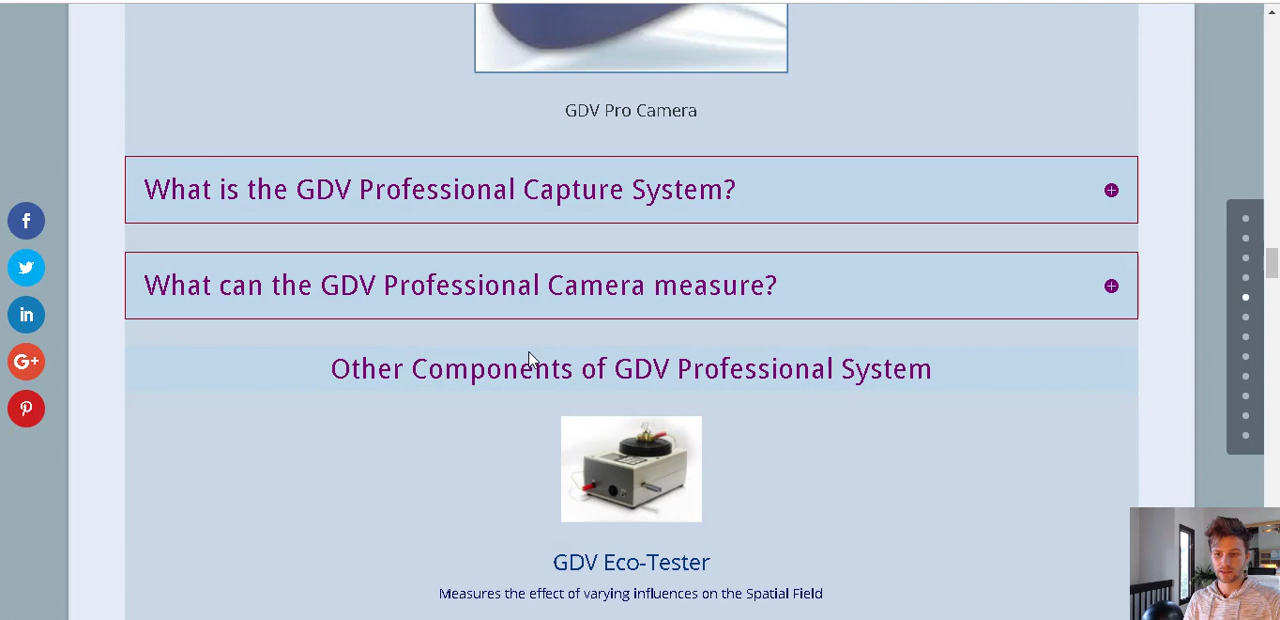 GDV Pro Camera
What is the GDV Professional Capture System?
What can the GDV Professional Camera measure?
Other Components of GDV Professional System
GDV Eco-Tester
Measures the effect of varying influences on the Spatial Field
f
in
G+